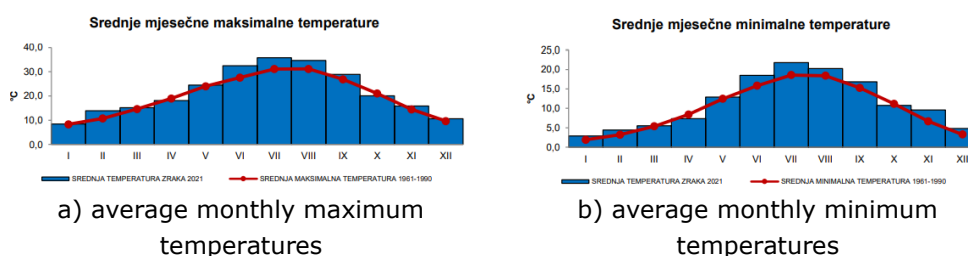 Srednje mjesečne maksimalne temperature
40,0
30,0
20,0
10,0
0,0
°C
I II III IV V VI VII VIII IX X XI XII
SREDNJA TEMPERATURA ZRAKA 2021 SREDNJA MAKSIMALNA TEMPERATURA 1961-1990
a) average monthly maximum
temperatures
Srednje mjesečne minimalne temperature
25,0
20,0
15,0
10,0
5,0
0,0
°C
I II III IV V VI VII VIII IX X XI XII
SREDNJA TEMPERATURA ZRAKA 2021 SREDNJA MINIMALNA TEMPERATURA 1961-1990
b) average monthly minimum
temperatures